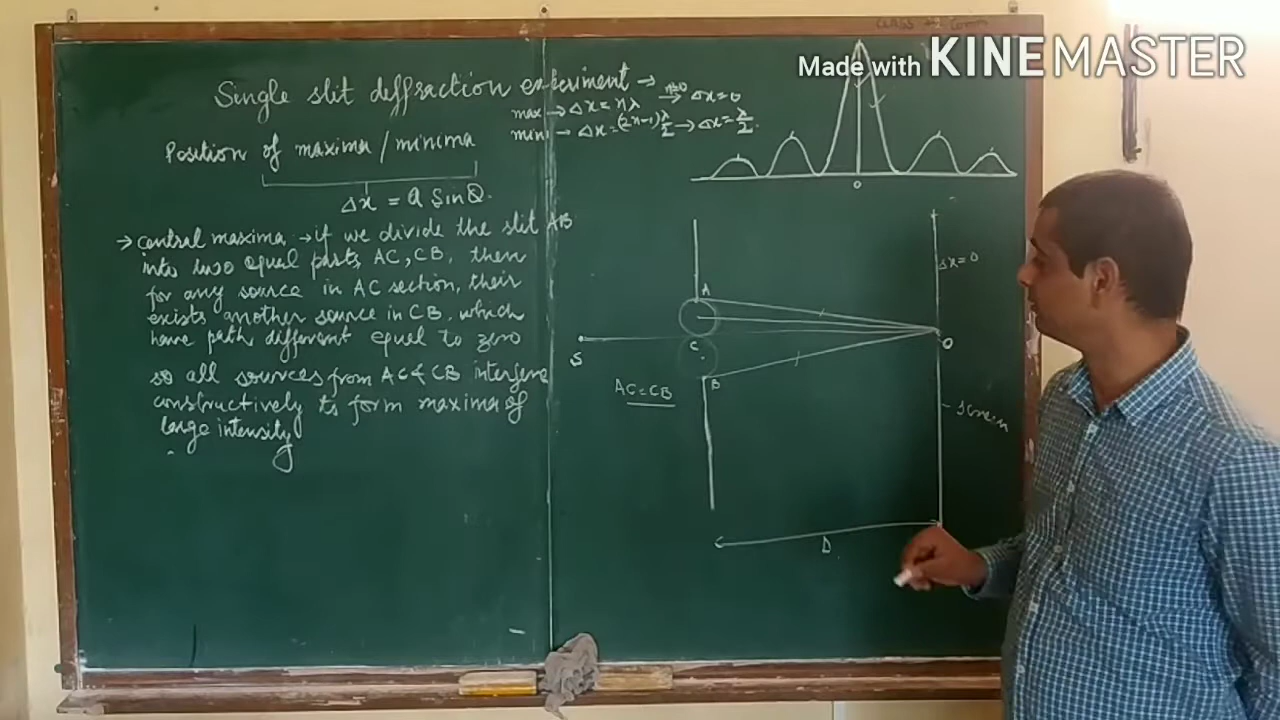 Made with KINEMASTER
Single slit deffraction experiment →
max → Δx = nλ n=0 → Δx = 0
min → Δx = (2n-1)λ/2 → Δx = λ/2.
Position of maxima / minima
Δx = a Sinθ.
→ central maxima → if we divide the slit AB
into two equal parts, AC, CB, then
for any source in AC section, their
exists another source in CB, which
have path different equal to zero
so all sources from AC & CB interfere
constructively to form maxima of
large intensity
O
A
Δx=0
S
C
O
B
AC=CB
screen
D